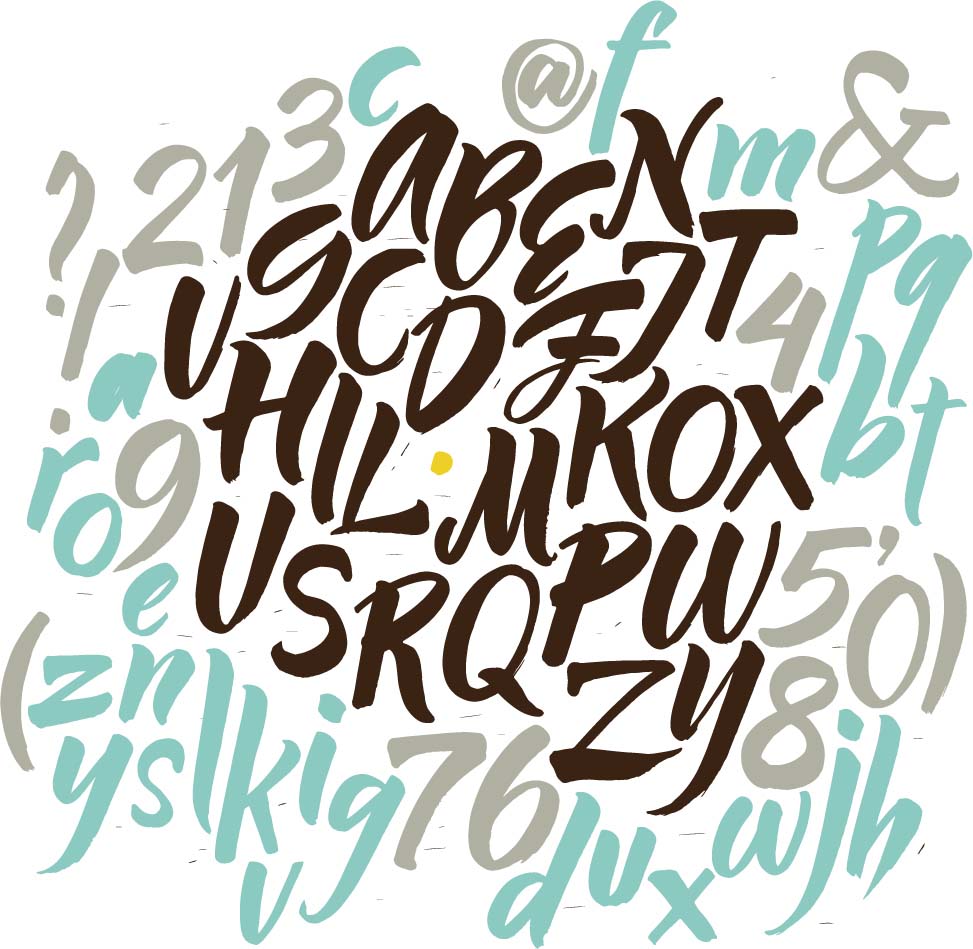 c @ f
? 2 1 3 A B E N m &
! V G C D F J T 4 p q
a H I L . M K O X b t
r o 9
e U S R Q P W 5 ' 0 )
( z n Z Y 8
y s l k i g 7 6 j h
v d u x w